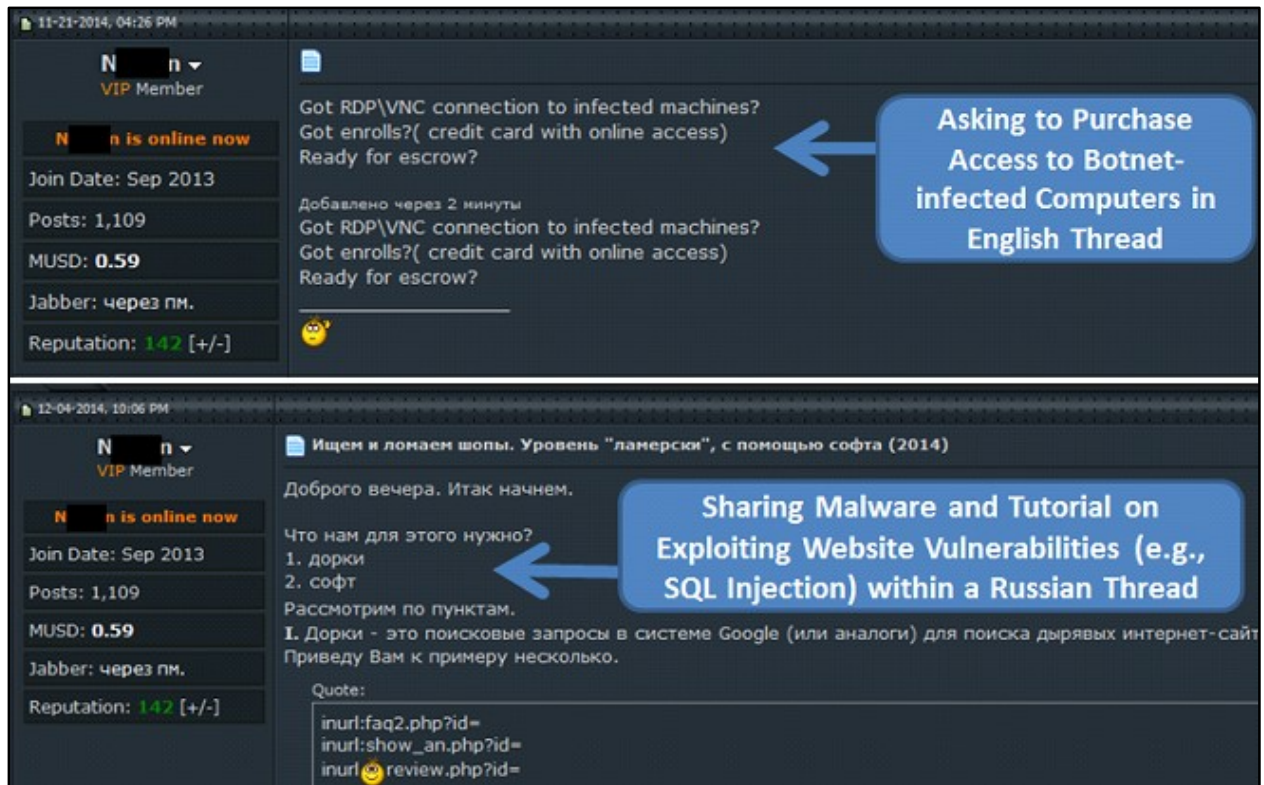 11-21-2014, 04:26 PM
N n
VIP Member
N n is online now
Join Date: Sep 2013
Posts: 1,109
MUSD: 0.59
Jabber: через пм.
Reputation: 142 [+/-]
Got RDP\VNC connection to infected machines?
Got enrolls?( credit card with online access)
Ready for escrow?
Добавлено через 2 минуты
Got RDP\VNC connection to infected machines?
Got enrolls?( credit card with online access)
Ready for escrow?
Asking to Purchase
Access to Botnet-
infected Computers in
English Thread
12-04-2014, 10:06 PM
N n
VIP Member
N n is online now
Join Date: Sep 2013
Posts: 1,109
MUSD: 0.59
Jabber: через пм.
Reputation: 142 [+/-]
Ищем и ломаем шопы. Уровень "ламерски", с помощью софта (2014)
Доброго вечера. Итак начнем.
Что нам для этого нужно?
1. дорки
2. софт
Рассмотрим по пунктам.
I. Дорки - это поисковые запросы в системе Google (или аналоги) для поиска дырявых интернет-сайт
Приведу Вам к примеру несколько.
Quote:
inurl:faq2.php?id=
inurl:show_an.php?id=
inurl review.php?id=
Sharing Malware and Tutorial on
Exploiting Website Vulnerabilities (e.g.,
SQL Injection) within a Russian Thread